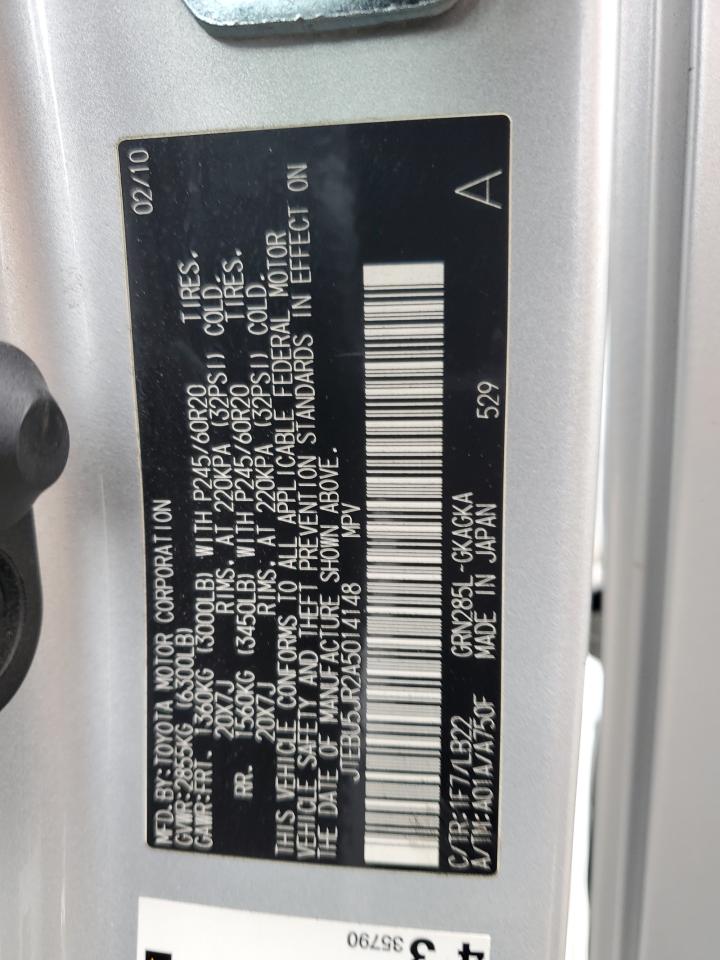 MFD.BY:TOYOTA MOTOR CORPORATION 02/10
GVWR:2855KG (6300LB)
GAWR:FRT. 1360KG (3000LB) WITH P245/60R20 TIRES.
20X7J RIMS. AT 220KPA (32PSI) COLD.
RR. 1560KG (3450LB) WITH P245/60R20 TIRES.
20X7J RIMS. AT 220KPA (32PSI) COLD.
THIS VEHICLE CONFORMS TO ALL APPLICABLE FEDERAL MOTOR
VEHICLE SAFETY AND THEFT PREVENTION STANDARDS IN EFFECT ON
THE DATE OF MANUFACTURE SHOWN ABOVE.
JTEBU5JR2A5014148 MPV
C/TR:1F7/LB22 GRN285L-GKAGKA
A/TM:A01A/A750F MADE IN JAPAN 529
A
4-3
35790